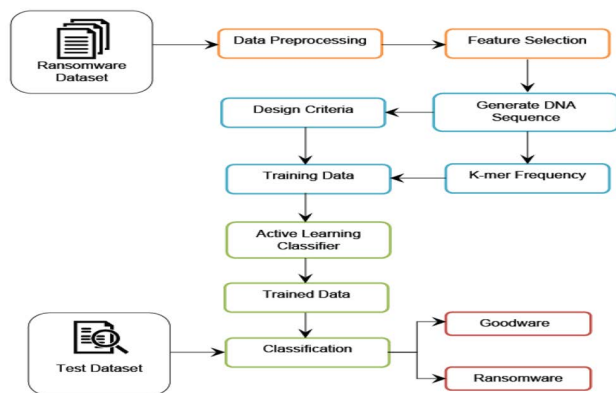 Ransomware
Dataset
Data Preprocessing
Feature Selection
Design Criteria
Generate DNA
Sequence
Training Data
K-mer Frequency
Active Learning
Classifier
Trained Data
Test Dataset
Classification
Goodware
Ransomware